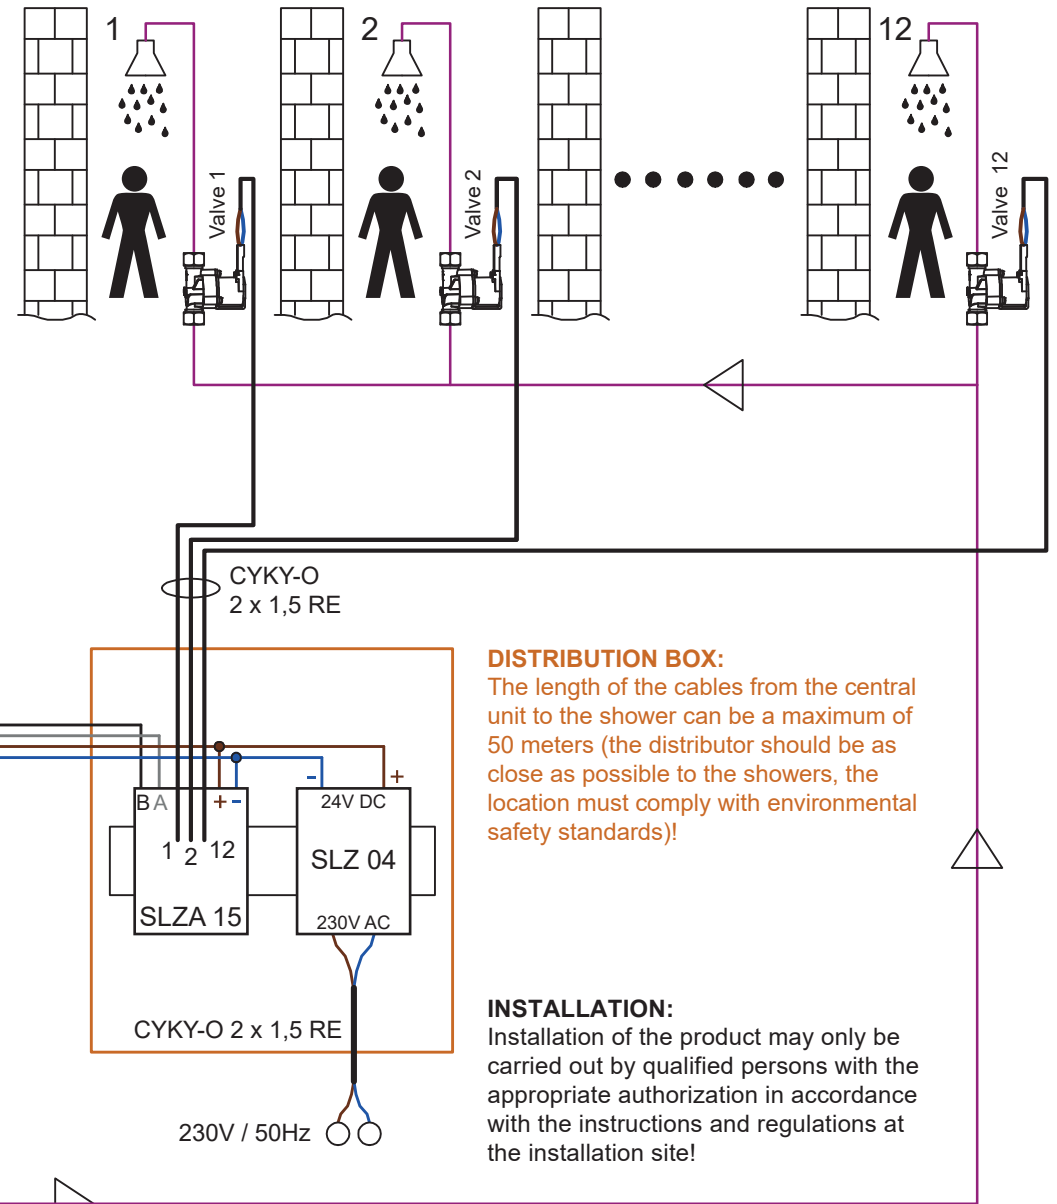 1
2
12
Valve 1
Valve 2
Valve 12
CYKY-O
2 x 1,5 RE
DISTRIBUTION BOX:
The length of the cables from the central
unit to the shower can be a maximum of
50 meters (the distributor should be as
close as possible to the showers, the
location must comply with environmental
safety standards)!
- +
B A + - 24V DC
1 2 12
SLZ 04
SLZA 15
230V AC
CYKY-O 2 x 1,5 RE
230V / 50Hz
INSTALLATION:
Installation of the product may only be
carried out by qualified persons with the
appropriate authorization in accordance
with the instructions and regulations at
the installation site!